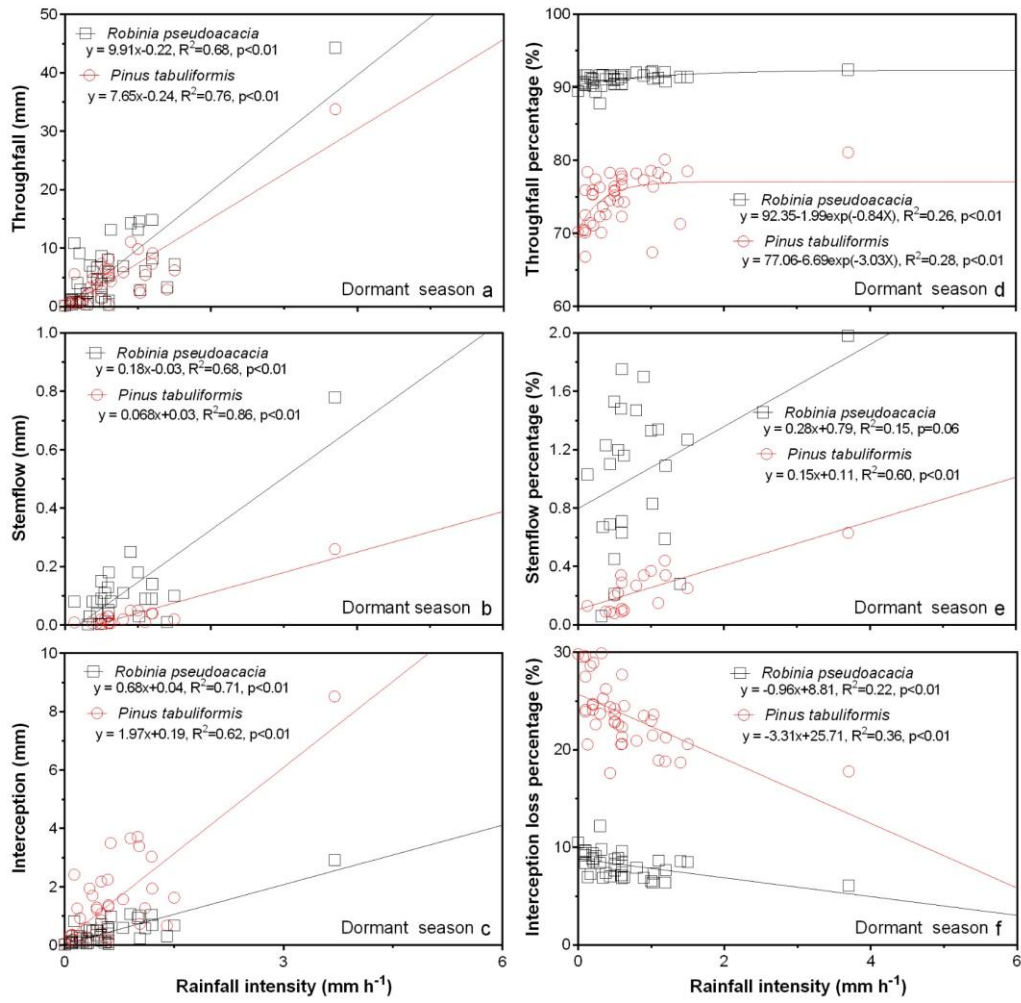 50
40
30
20
10
0
Throughfall (mm)
Robinia pseudoacacia
y = 9.91x-0.22, R²=0.68, p<0.01
Pinus tabuliformis
y = 7.65x-0.24, R²=0.76, p<0.01
Dormant season a
100
90
80
70
60
Throughfall percentage (%)
Robinia pseudoacacia
y = 92.35-1.99exp(-0.84X), R²=0.26, p<0.01
Pinus tabuliformis
y = 77.06-6.69exp(-3.03X), R²=0.28, p<0.01
Dormant season d
1.0
0.8
0.6
0.4
0.2
0.0
Stemflow (mm)
Robinia pseudoacacia
y = 0.18x-0.03, R²=0.68, p<0.01
Pinus tabuliformis
y = 0.068x+0.03, R²=0.86, p<0.01
Dormant season b
2.0
1.6
1.2
0.8
0.4
0.0
Stemflow percentage (%)
Robinia pseudoacacia
y = 0.28x+0.79, R²=0.15, p=0.06
Pinus tabuliformis
y = 0.15x+0.11, R²=0.60, p<0.01
Dormant season e
10
8
6
4
2
0
Interception (mm)
Robinia pseudoacacia
y = 0.68x+0.04, R²=0.71, p<0.01
Pinus tabuliformis
y = 1.97x+0.19, R²=0.62, p<0.01
Dormant season c
0 3 6
Rainfall intensity (mm h⁻¹)
30
20
10
0
Interception loss percentage (%)
Robinia pseudoacacia
y = -0.96x+8.81, R²=0.22, p<0.01
Pinus tabuliformis
y = -3.31x+25.71, R²=0.36, p<0.01
Dormant season f
0 2 4 6
Rainfall intensity (mm h⁻¹)